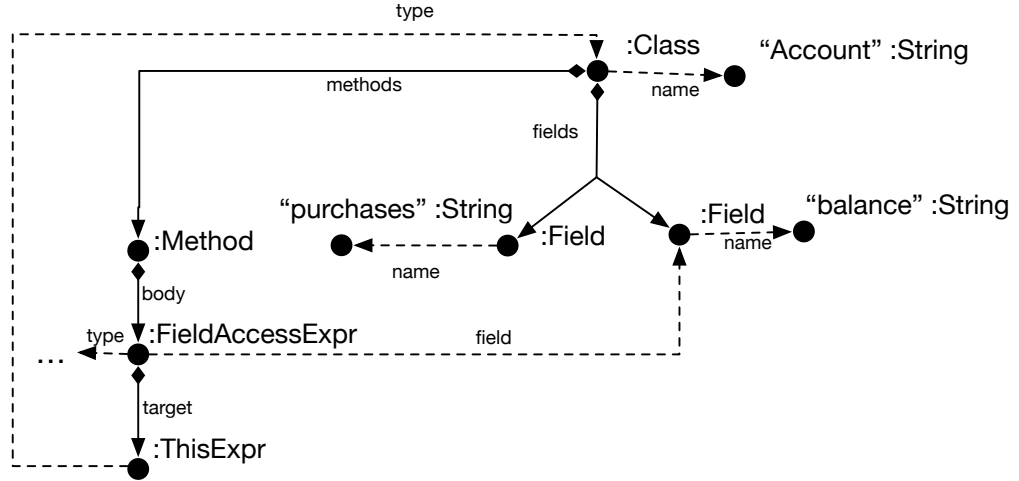 type
:Class
“Account” :String
methods
name
fields
“purchases” :String
:Field
“balance” :String
:Method
:Field
name
name
body
type
:FieldAccessExpr
field
...
target
:ThisExpr